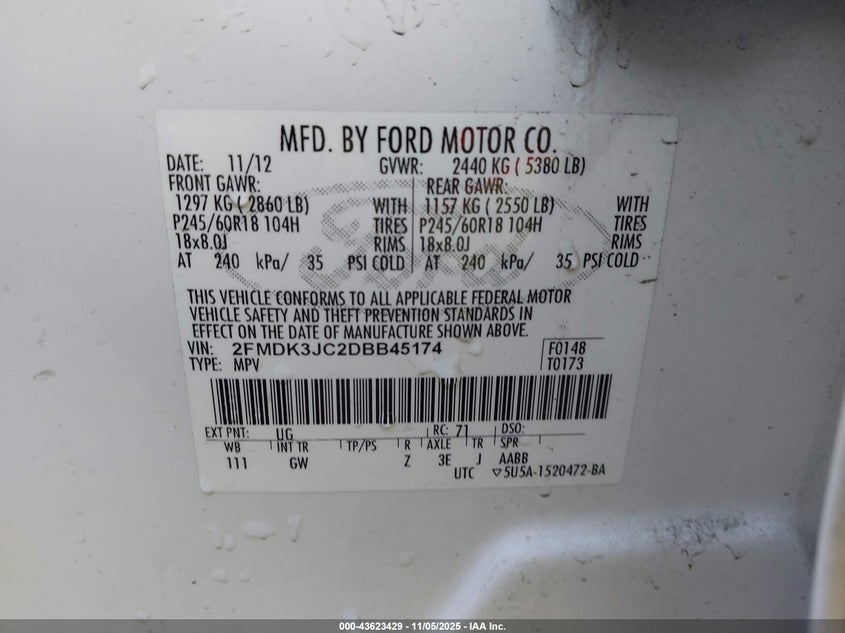 MFD. BY FORD MOTOR CO.
DATE: 11/12 GVWR: 2440 KG ( 5380 LB)
FRONT GAWR: REAR GAWR:
1297 KG ( 2860 LB) WITH 1157 KG ( 2550 LB) WITH
P245/60R18 104H TIRES P245/60R18 104H TIRES
18x8.0J RIMS 18x8.0J RIMS
AT 240 kPa/ 35 PSI COLD AT 240 kPa/ 35 PSI COLD
THIS VEHICLE CONFORMS TO ALL APPLICABLE FEDERAL MOTOR
VEHICLE SAFETY AND THEFT PREVENTION STANDARDS IN
EFFECT ON THE DATE OF MANUFACTURE SHOWN ABOVE.
VIN: 2FMDK3JC2DBB45174 F0148
TYPE: MPV T0173
EXT PNT: UG RC: 71 DSO:
WB INT TR TP/PS R AXLE TR SPR
111 GW Z 3E J AABB
UTC ▽5U5A-1520472-BA
000-43623429 - 11/05/2025 - IAA Inc.